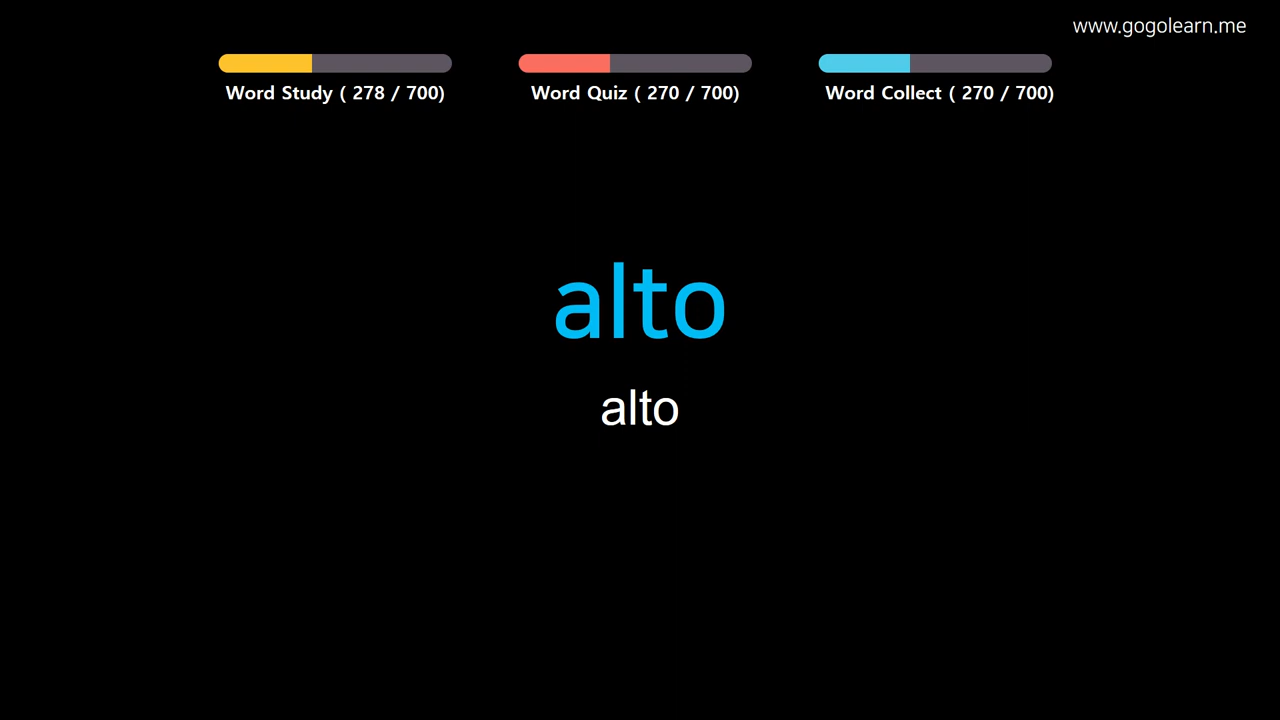 www.gogolearn.me
Word Study ( 278 / 700)
Word Quiz ( 270 / 700)
Word Collect ( 270 / 700)
alto
alto